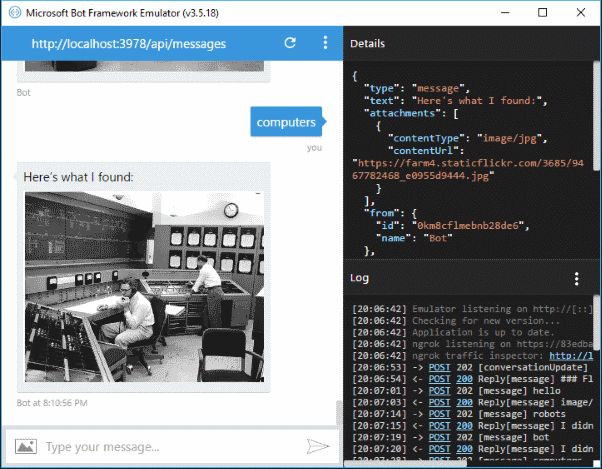 Microsoft Bot Framework Emulator (v3.5.18)
http://localhost:3978/api/messages
Bot
computers
you
Here's what I found:
Bot at 8:10:56 PM
Type your message...
Details
{
"type": "message",
"text": "Here's what I found:",
"attachments": [
{
"contentType": "image/jpg",
"contentUrl":
"https://farm4.staticflickr.com/3685/94
67782468_e0955d9444.jpg"
}
],
"from": {
"id": "0km8cflmebnb28de6",
"name": "Bot"
},
Log
[20:06:42] Emulator listening on http://[::]
[20:06:42] Checking for new version...
[20:06:42] Application is up to date.
[20:06:42] ngrok listening on https://83edba
[20:06:42] ngrok traffic inspector: http://l
[20:06:53] -> POST 202 [conversationUpdate]
[20:06:54] <- POST 200 Reply[message] ### Fl
[20:07:01] -> POST 202 [message] hello
[20:07:03] <- POST 200 Reply[message] image/
[20:07:14] -> POST 202 [message] robots
[20:07:15] <- POST 200 Reply[message] I didn
[20:07:19] -> POST 202 [message] bot
[20:07:20] <- POST 200 Reply[message] I didn
[20:07:28] -> POST 202 [message] computers